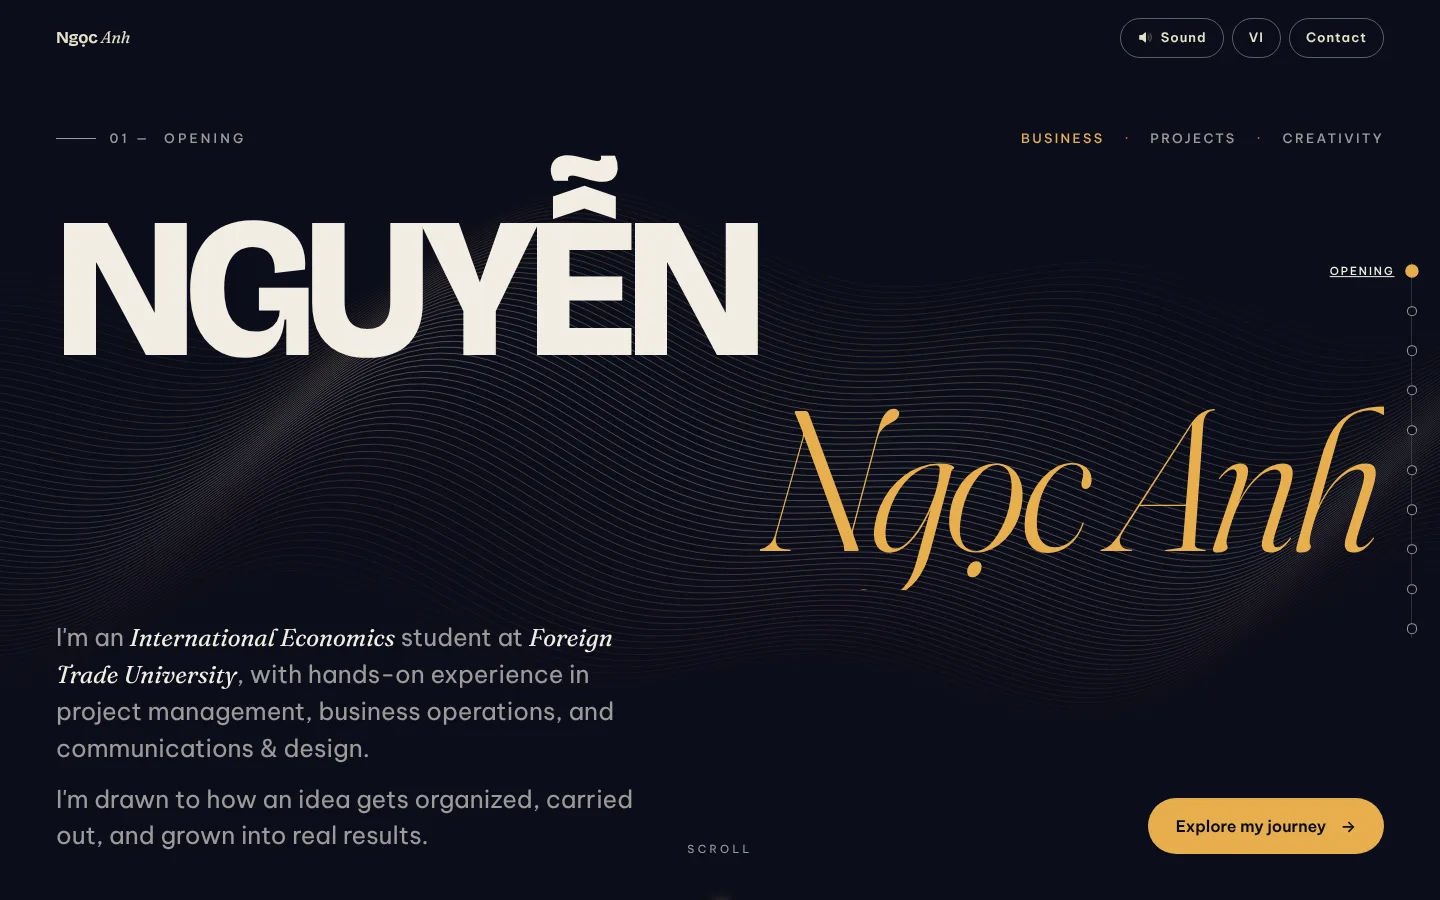 Ngọc Anh
Sound
VI
Contact
01 — OPENING
BUSINESS · PROJECTS · CREATIVITY
NGUYỄN
OPENING
Ngọc Anh
I'm an International Economics student at Foreign
Trade University, with hands-on experience in
project management, business operations, and
communications & design.
I'm drawn to how an idea gets organized, carried
out, and grown into real results.
Explore my journey →
SCROLL